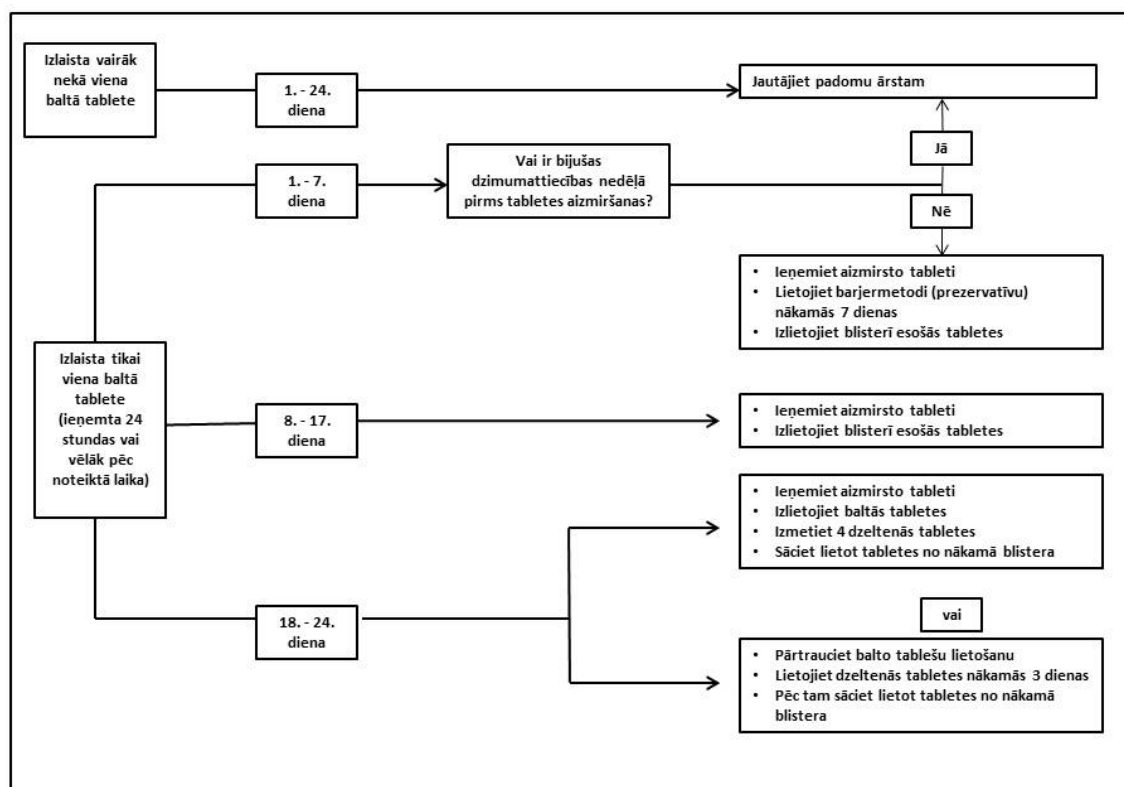 Izlaista vairāk
nekā viena
baltā tablete
1. - 24.
diena
Jautājiet padomu ārstam
1. - 7.
diena
Vai ir bijušas
dzimumattiecības nedēļā
pirms tabletes aizmiršanas?
Jā
Nē
• Ieņemiet aizmirsto tableti
• Lietojiet barjermetodi (prezervatīvu)
nākamās 7 dienas
• Izlietojiet blisterī esošās tabletes
Izlaista tikai
viena baltā
tablete
(ieņemta 24
stundas vai
vēlāk pēc
noteiktā laika)
8. - 17.
diena
• Ieņemiet aizmirsto tableti
• Izlietojiet blisterī esošās tabletes
18. - 24.
diena
• Ieņemiet aizmirsto tableti
• Izlietojiet baltās tabletes
• Izmetiet 4 dzeltenās tabletes
• Sāciet lietot tabletes no nākamā blistera
vai
• Pārtrauciet balto tablešu lietošanu
• Lietojiet dzeltenās tabletes nākamās 3 dienas
• Pēc tam sāciet lietot tabletes no nākamā
blistera